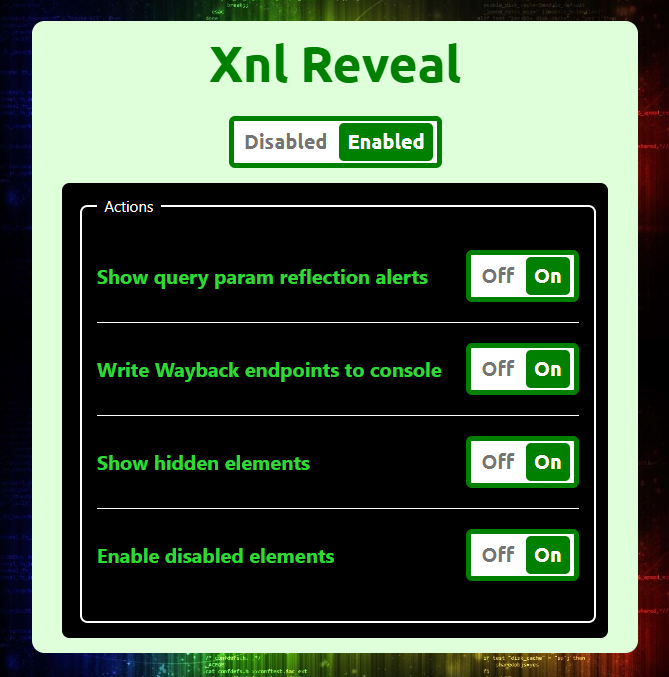 Xnl Reveal
Disabled Enabled
Actions
Show query param reflection alerts Off On
Write Wayback endpoints to console Off On
Show hidden elements Off On
Enable disabled elements Off On